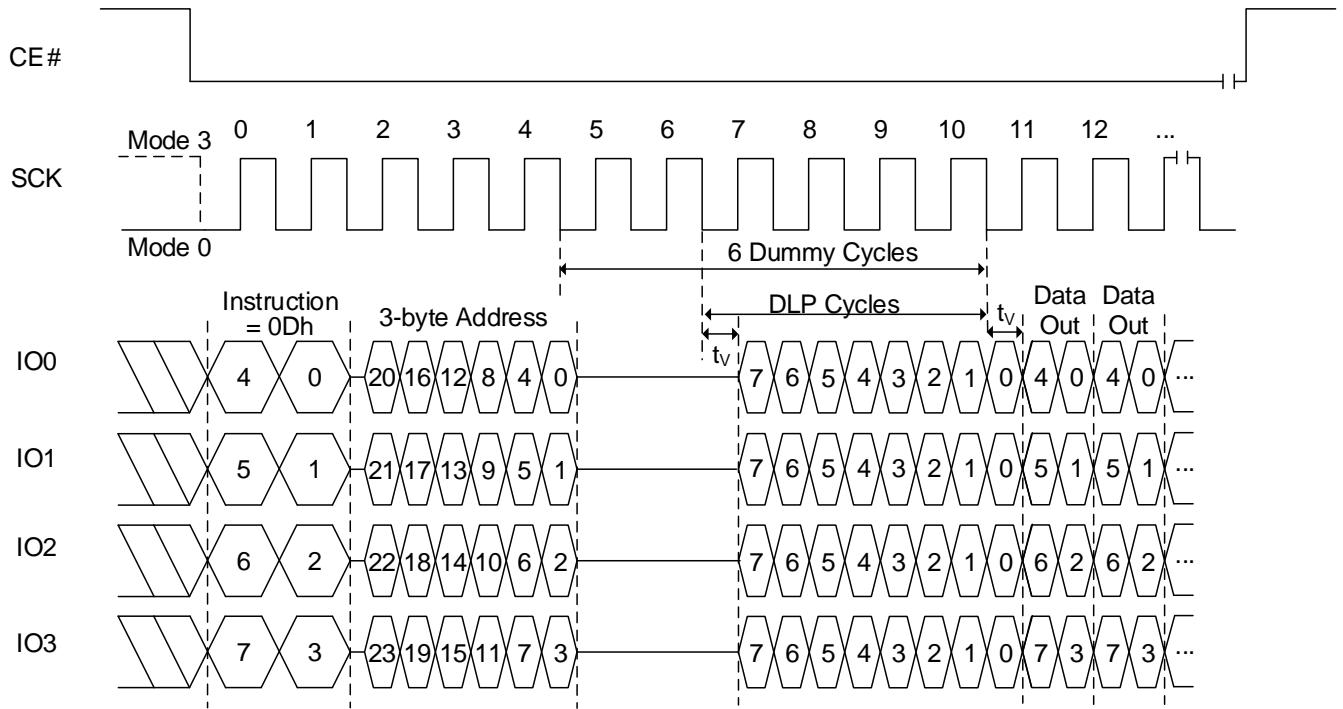 CE#
0 1 2 3 4 5 6 7 8 9 10 11 12 ...
Mode 3
SCK
Mode 0
6 Dummy Cycles
Instruction
= 0Dh
3-byte Address
DLP Cycles
tV
Data
Out
Data
Out
tV
IO0
4 0 20 16 12 8 4 0 7 6 5 4 3 2 1 0 4 0 4 0 ...
IO1
5 1 21 17 13 9 5 1 7 6 5 4 3 2 1 0 5 1 5 1 ...
IO2
6 2 22 18 14 10 6 2 7 6 5 4 3 2 1 0 6 2 6 2 ...
IO3
7 3 23 19 15 11 7 3 7 6 5 4 3 2 1 0 7 3 7 3 ...